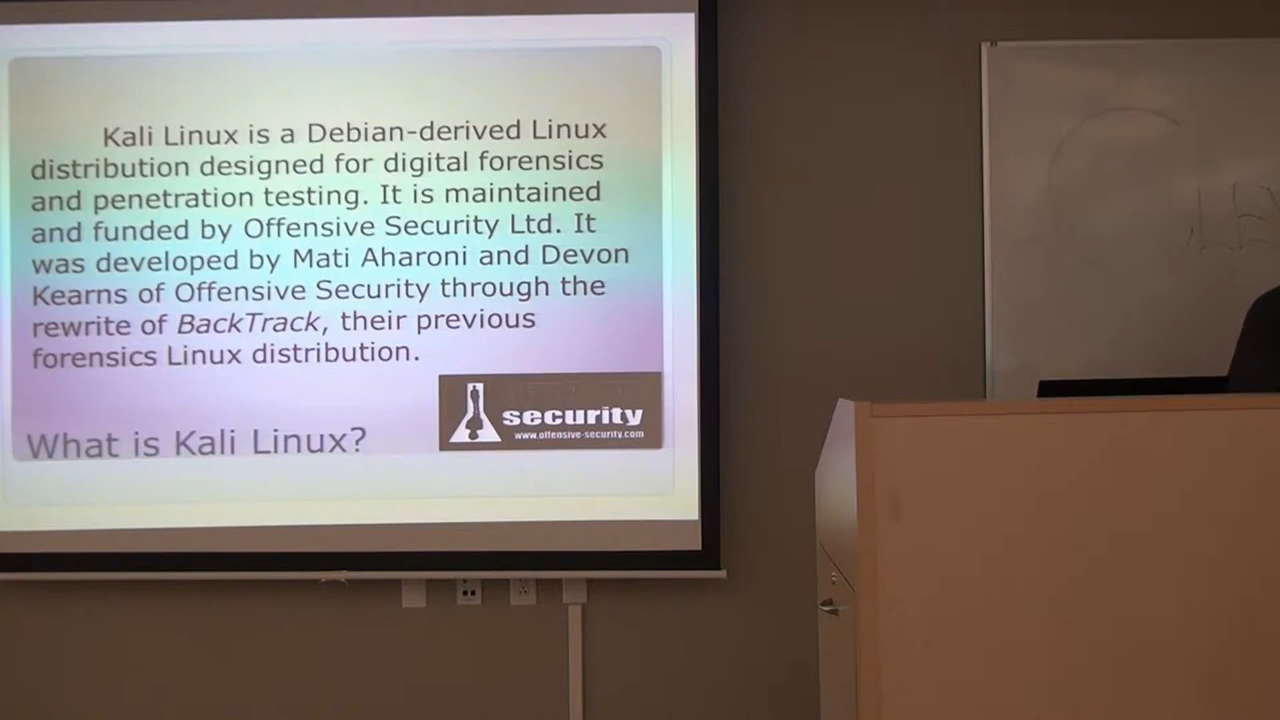 Kali Linux is a Debian-derived Linux
distribution designed for digital forensics
and penetration testing. It is maintained
and funded by Offensive Security Ltd. It
was developed by Mati Aharoni and Devon
Kearns of Offensive Security through the
rewrite of BackTrack, their previous
forensics Linux distribution.
security
www.offensive-security.com
What is Kali Linux?